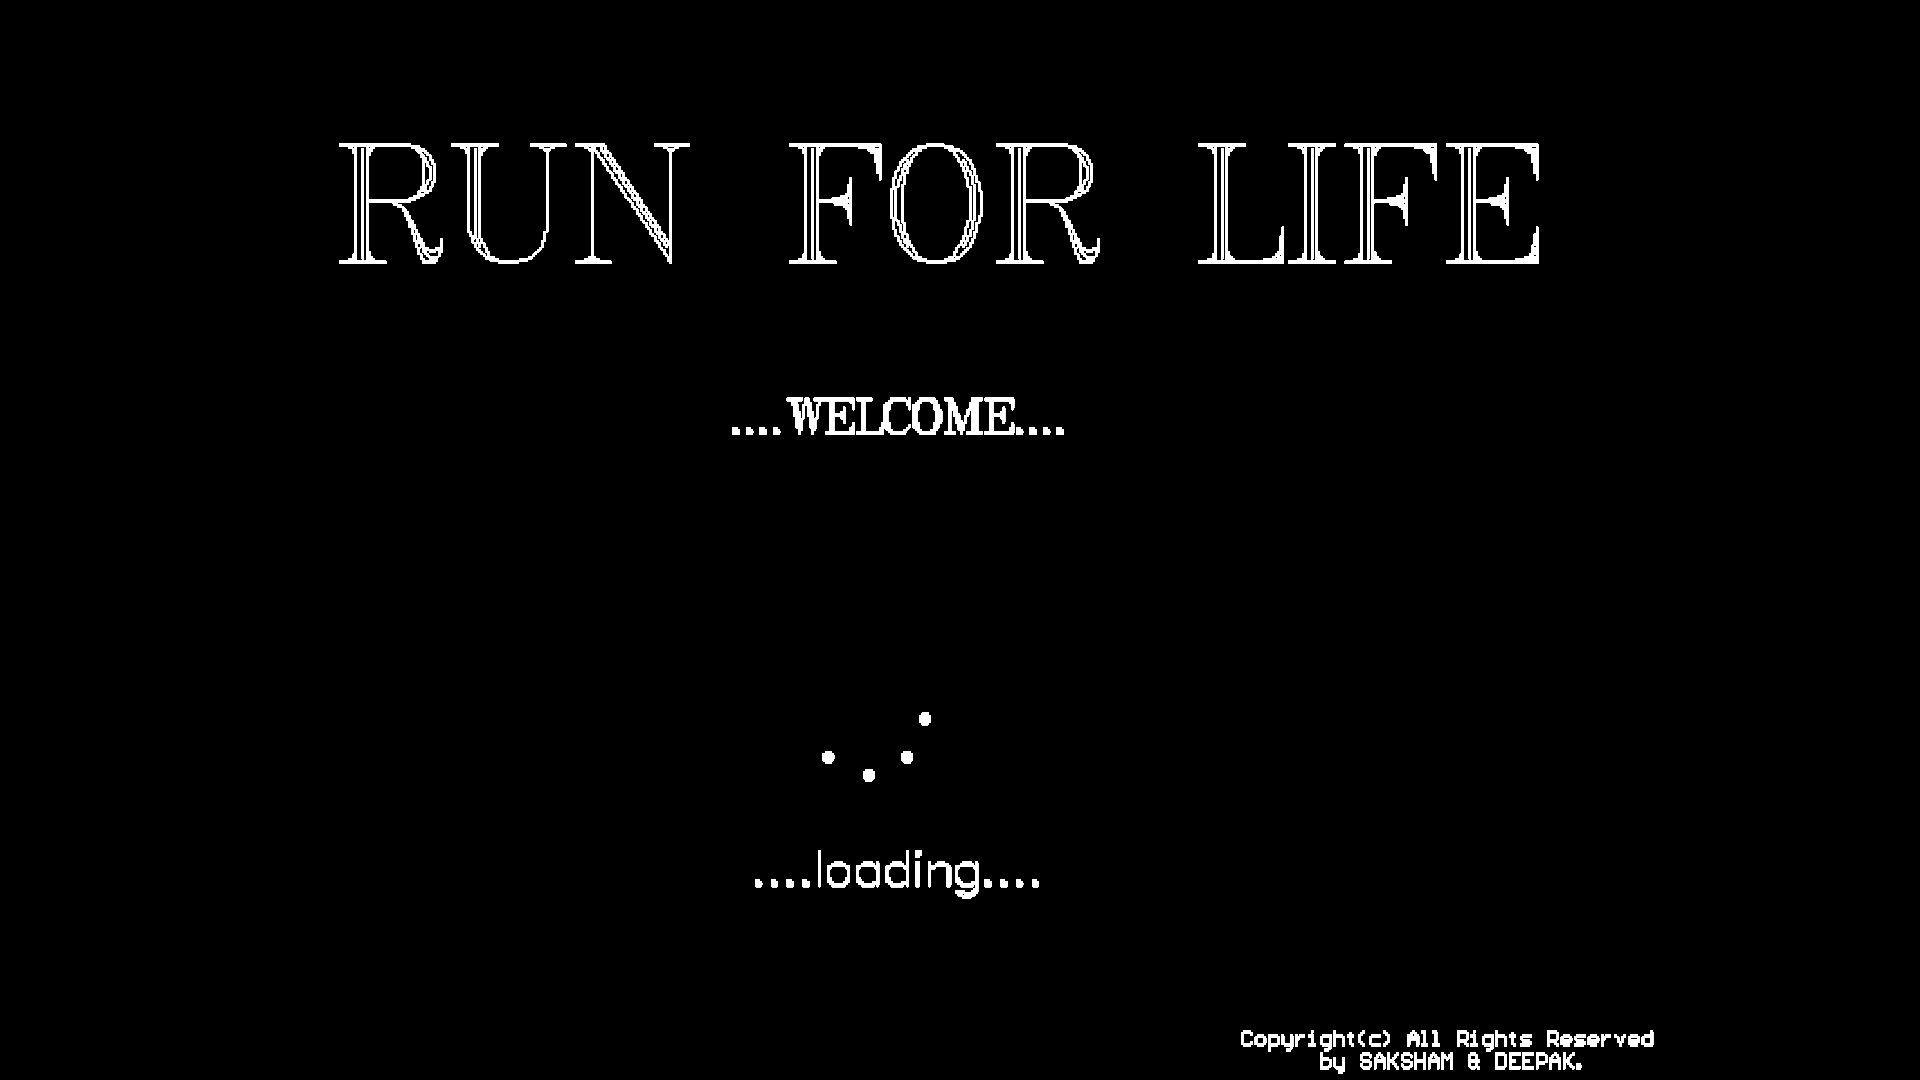 RUN FOR LIFE
....WELCOME....
....loading....
Copyright(c) All Rights Reserved
by SAKSHAM & DEEPAK.